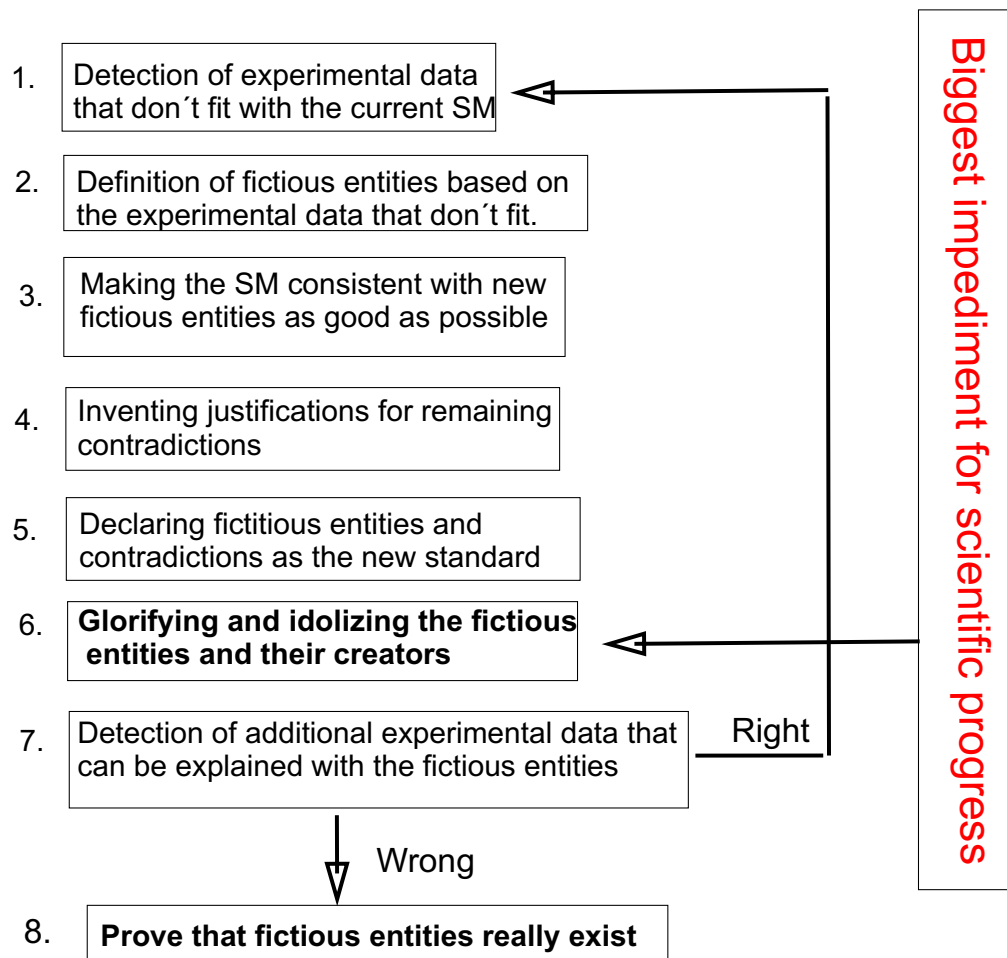 1. Detection of experimental data
that don´t fit with the current SM
2. Definition of fictious entities based on
the experimental data that don´t fit.
3. Making the SM consistent with new
fictious entities as good as possible
4. Inventing justifications for remaining
contradictions
5. Declaring fictitious entities and
contradictions as the new standard
6. Glorifying and idolizing the fictious
entities and their creators
7. Detection of additional experimental data that
can be explained with the fictious entities
Right
Wrong
8. Prove that fictious entities really exist
Biggest impediment for scientific progress